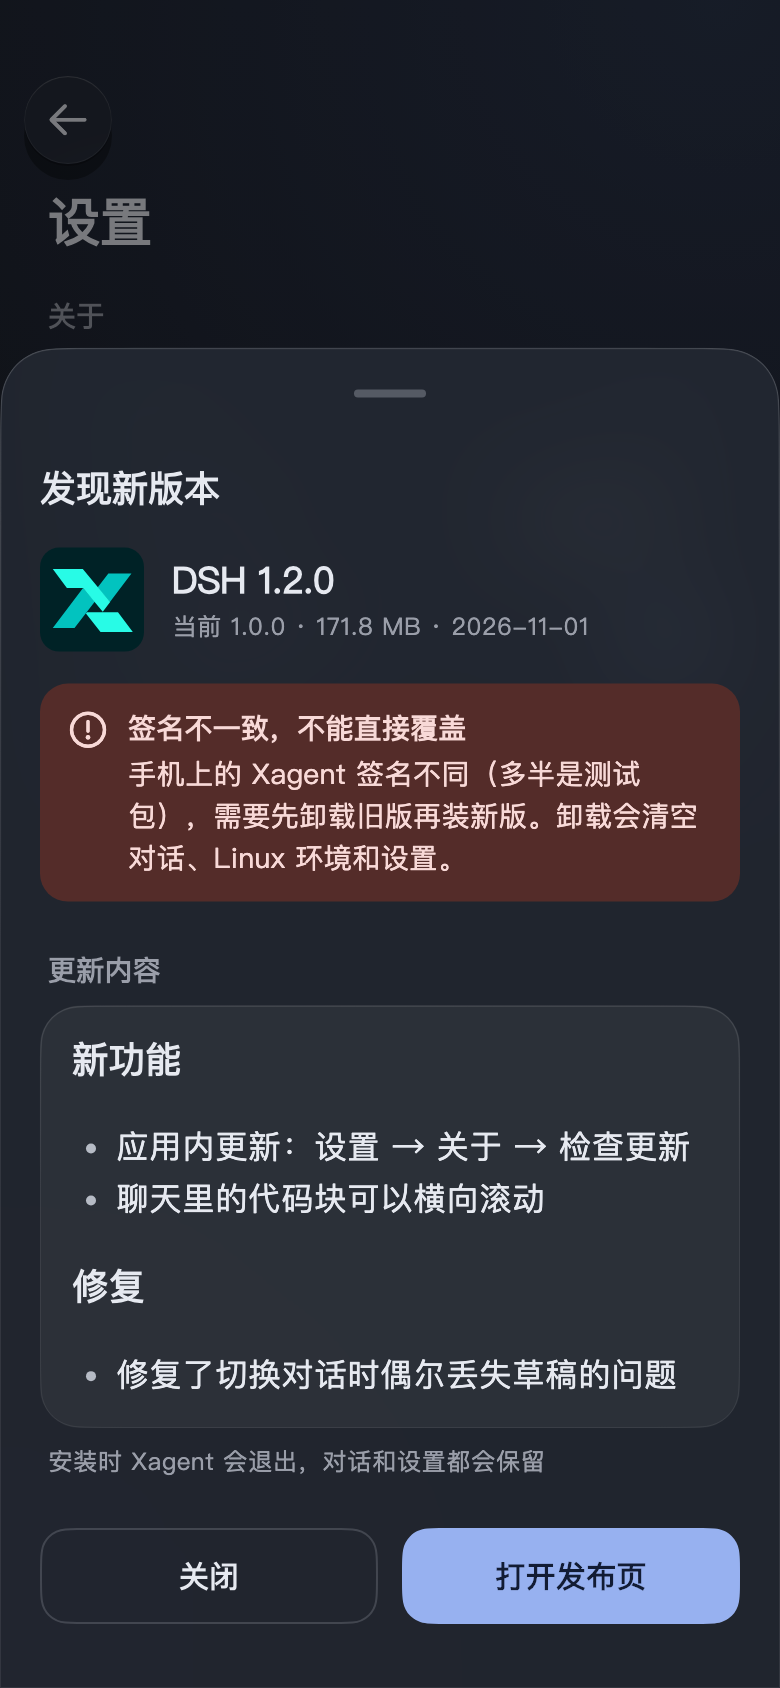 设置
关于
发现新版本
DSH 1.2.0
当前 1.0.0 · 171.8 MB · 2026-11-01
签名不一致，不能直接覆盖
手机上的 Xagent 签名不同（多半是测试
包），需要先卸载旧版再装新版。卸载会清空
对话、Linux 环境和设置。
更新内容
新功能
• 应用内更新：设置 → 关于 → 检查更新
• 聊天里的代码块可以横向滚动
修复
• 修复了切换对话时偶尔丢失草稿的问题
安装时 Xagent 会退出，对话和设置都会保留
关闭
打开发布页